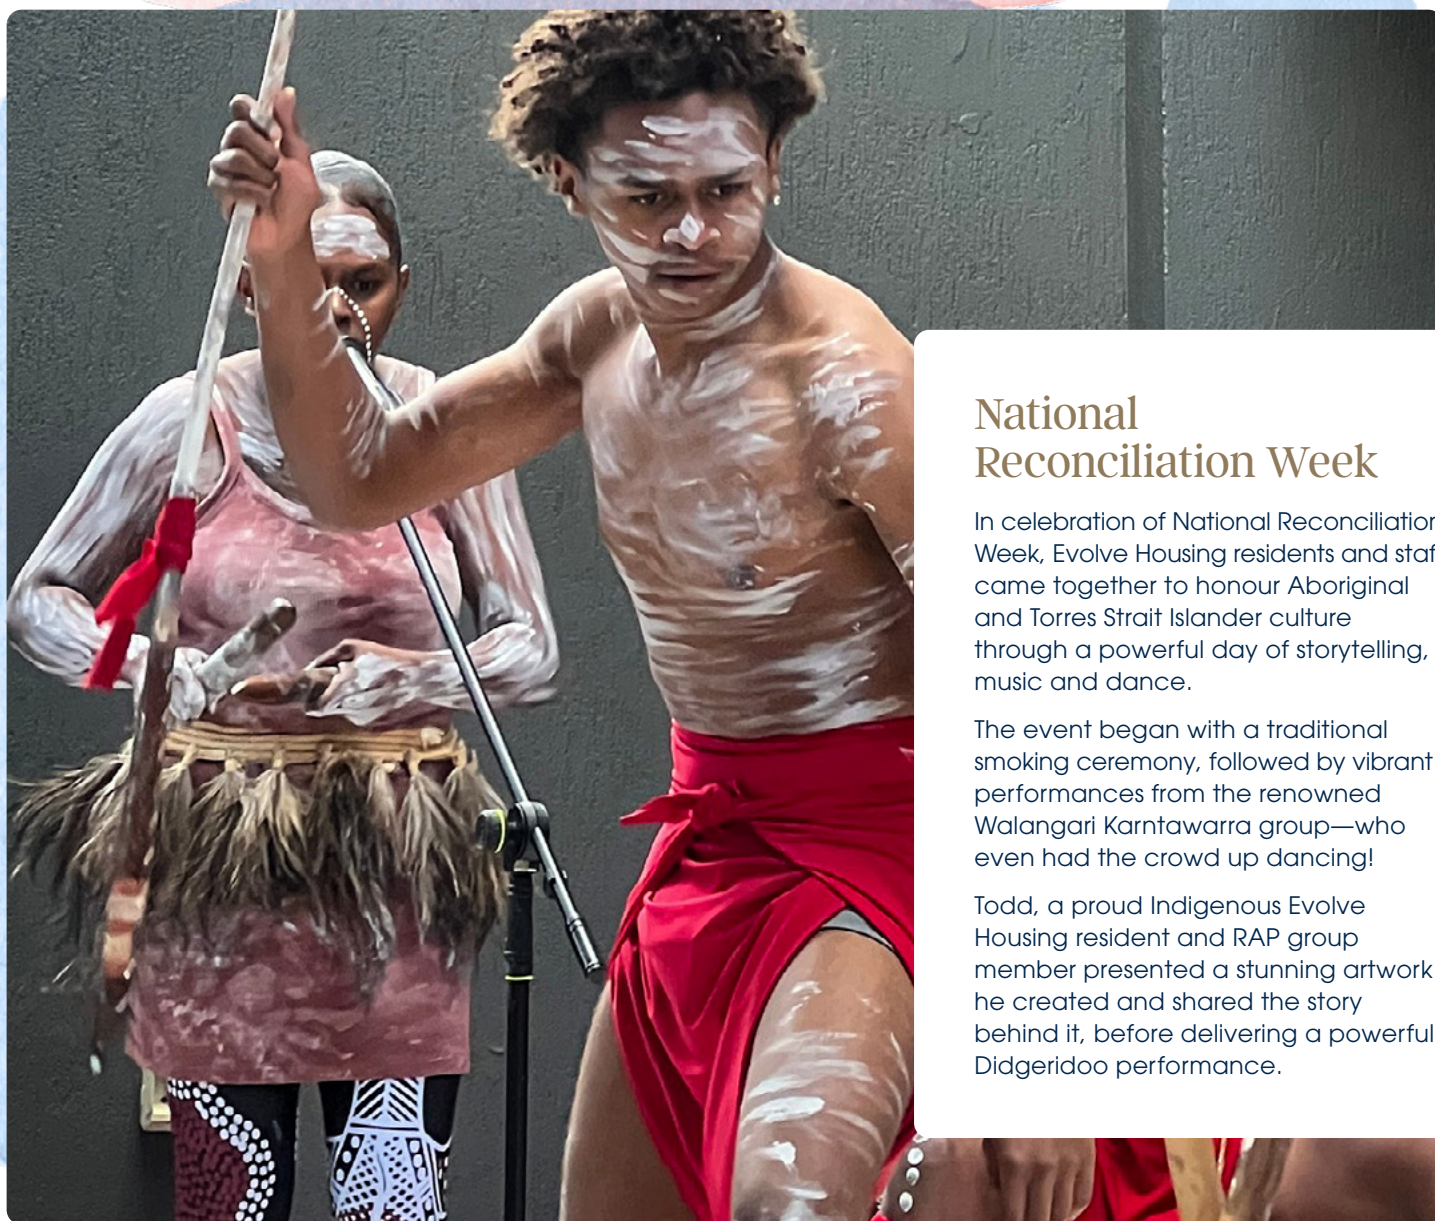 National
Reconciliation Week
In celebration of National Reconciliation
Week, Evolve Housing residents and staf
came together to honour Aboriginal
and Torres Strait Islander culture
through a powerful day of storytelling,
music and dance.
The event began with a traditional
smoking ceremony, followed by vibrant
performances from the renowned
Walangari Karntawarra group—who
even had the crowd up dancing!
Todd, a proud Indigenous Evolve
Housing resident and RAP group
member presented a stunning artwork
he created and shared the story
behind it, before delivering a powerful
Didgeridoo performance.